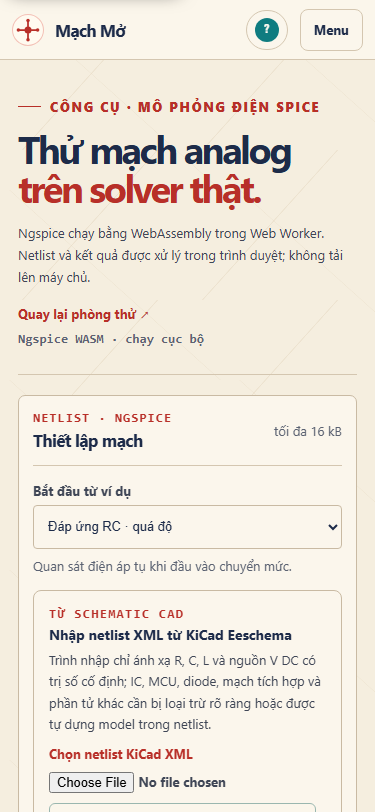 Mạch Mở
?
Menu
CÔNG CỤ · MÔ PHỎNG ĐIỆN SPICE
Thử mạch analog
trên solver thật.
Ngspice chạy bằng WebAssembly trong Web Worker.
Netlist và kết quả được xử lý trong trình duyệt; không tải
lên máy chủ.
Quay lại phòng thử ↗
Ngspice WASM · chạy cục bộ
NETLIST · NGSPICE
Thiết lập mạch
tối đa 16 kB
Bắt đầu từ ví dụ
Đáp ứng RC · quá độ
Quan sát điện áp tụ khi đầu vào chuyển mức.
TỪ SCHEMATIC CAD
Nhập netlist XML từ KiCad Eeschema
Trình nhập chỉ ánh xạ R, C, L và nguồn V DC có
trị số cố định; IC, MCU, diode, mạch tích hợp và
phần tử khác cần bị loại trừ rõ ràng hoặc được
tự dựng model trong netlist.
Chọn netlist KiCad XML
Choose File No file chosen